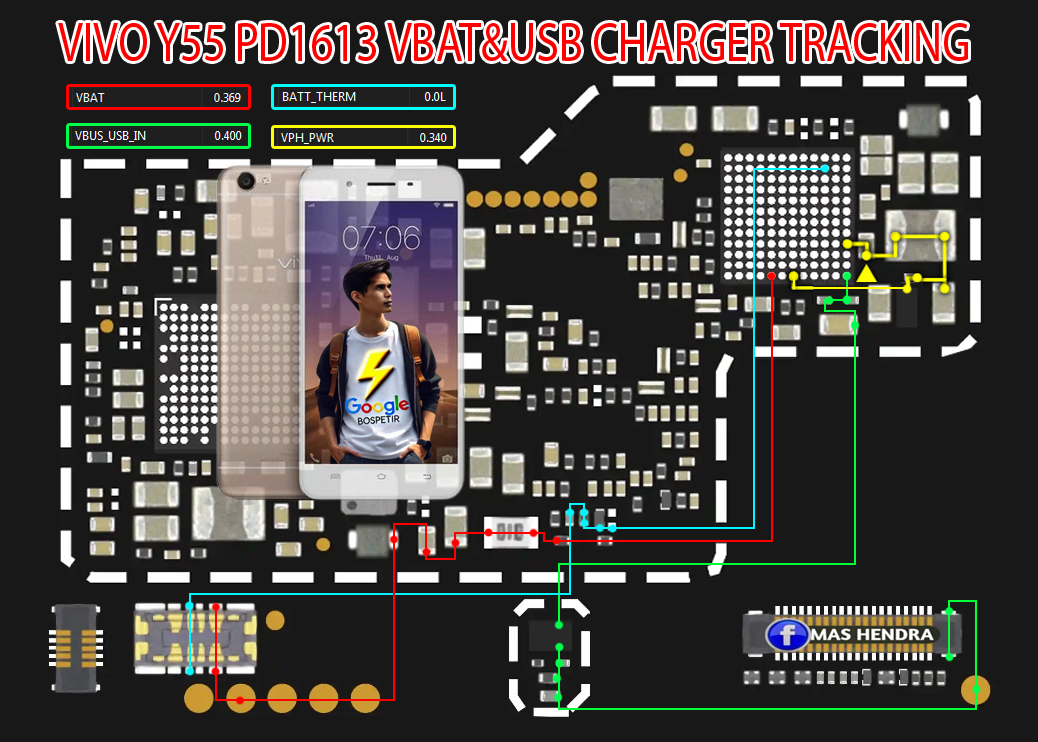 VIVO Y55 PD1613 VBAT&USB CHARGER TRACKING
VBAT 0.369
BATT_THERM 0.0L
VBUS_USB_IN 0.400
VPH_PWR 0.340
07:06
Google
BOSPETIR
MAS HENDRA